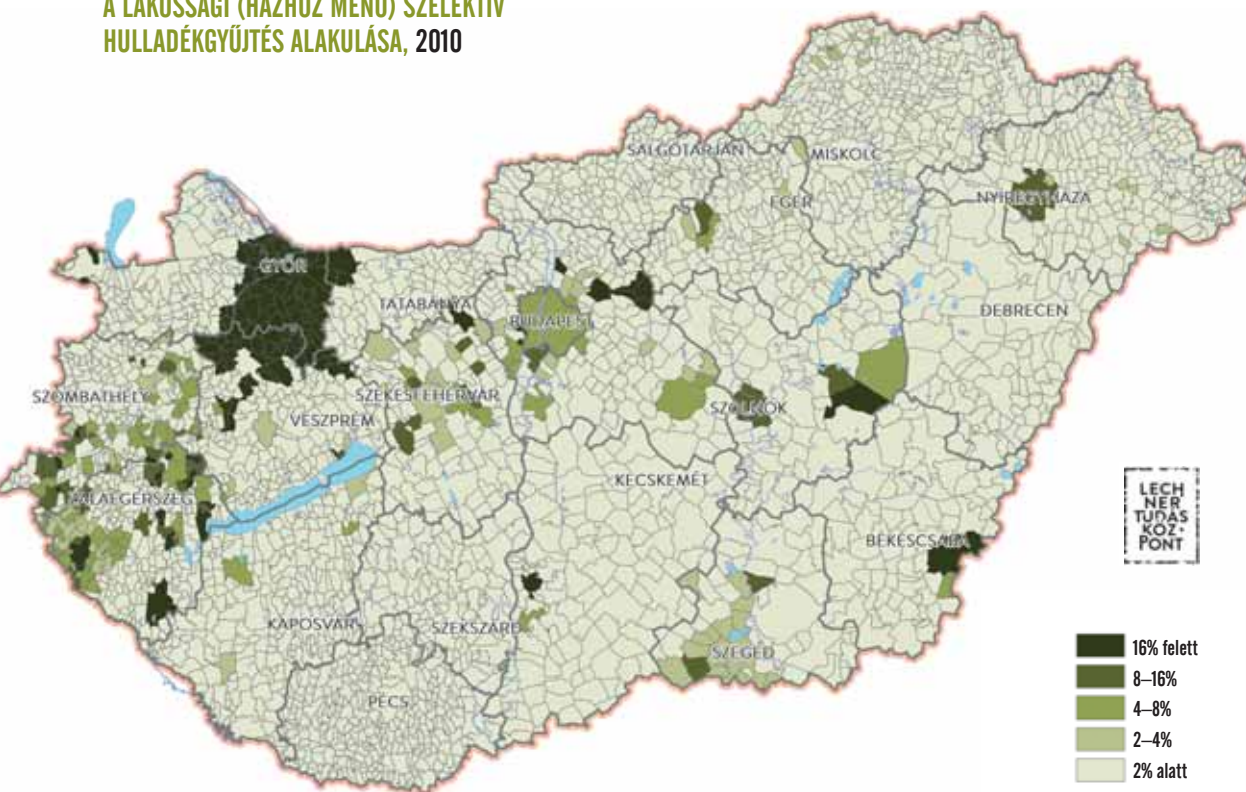 A LAKOSSÁGI (HÁZHOZ MENŐ) SZELEKTÍV
HULLADÉKGYŰJTÉS ALAKULÁSA, 2010
SALGÓTARJÁN
MISKOLC
EGER
NYÍREGYHÁZA
GYŐR
TATABÁNYA
BUDAPEST
DEBRECEN
SZOMBATHELY
SZÉKESFEHÉRVÁR
VESZPRÉM
SZOLNOK
KECSKEMÉT
ZALAEGERSZEG
BÉKÉSCSABA
KAPOSVÁR
SZEKSZÁRD
SZEGED
PÉCS
LECH
NER
TUDÁS
KÖZ-
PONT
16% felett
8–16%
4–8%
2–4%
2% alatt